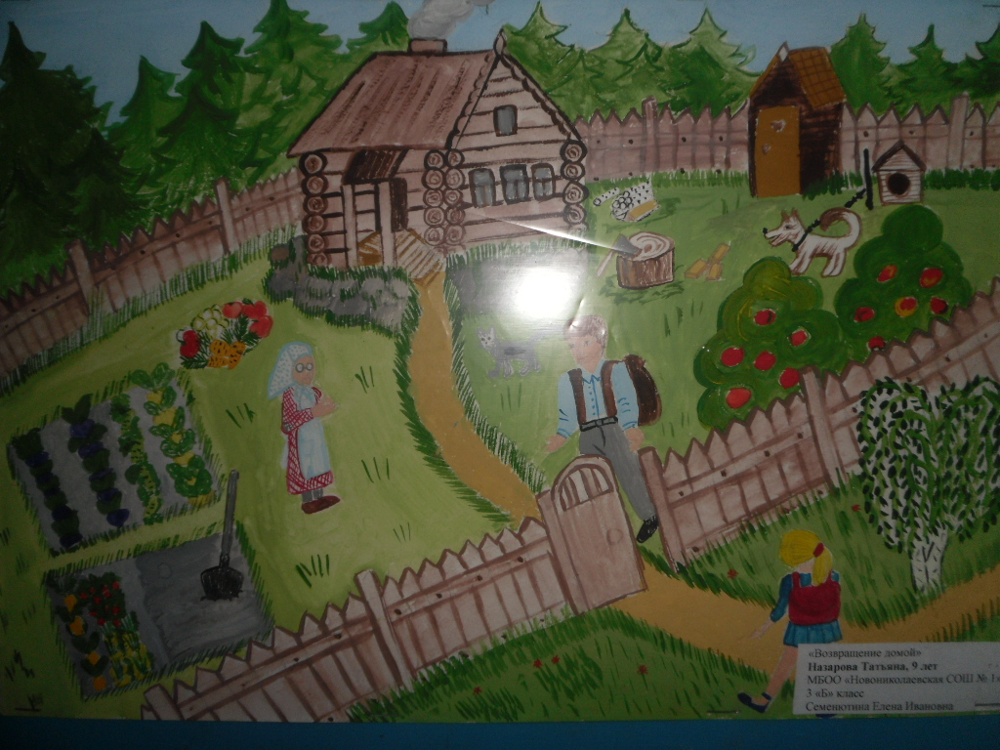 «Возвращение домой»
Назарова Татьяна, 9 лет
МБОО «Новониколаевская СОШ № 1»
3 «Б» класс
Семенютина Елена Ивановна